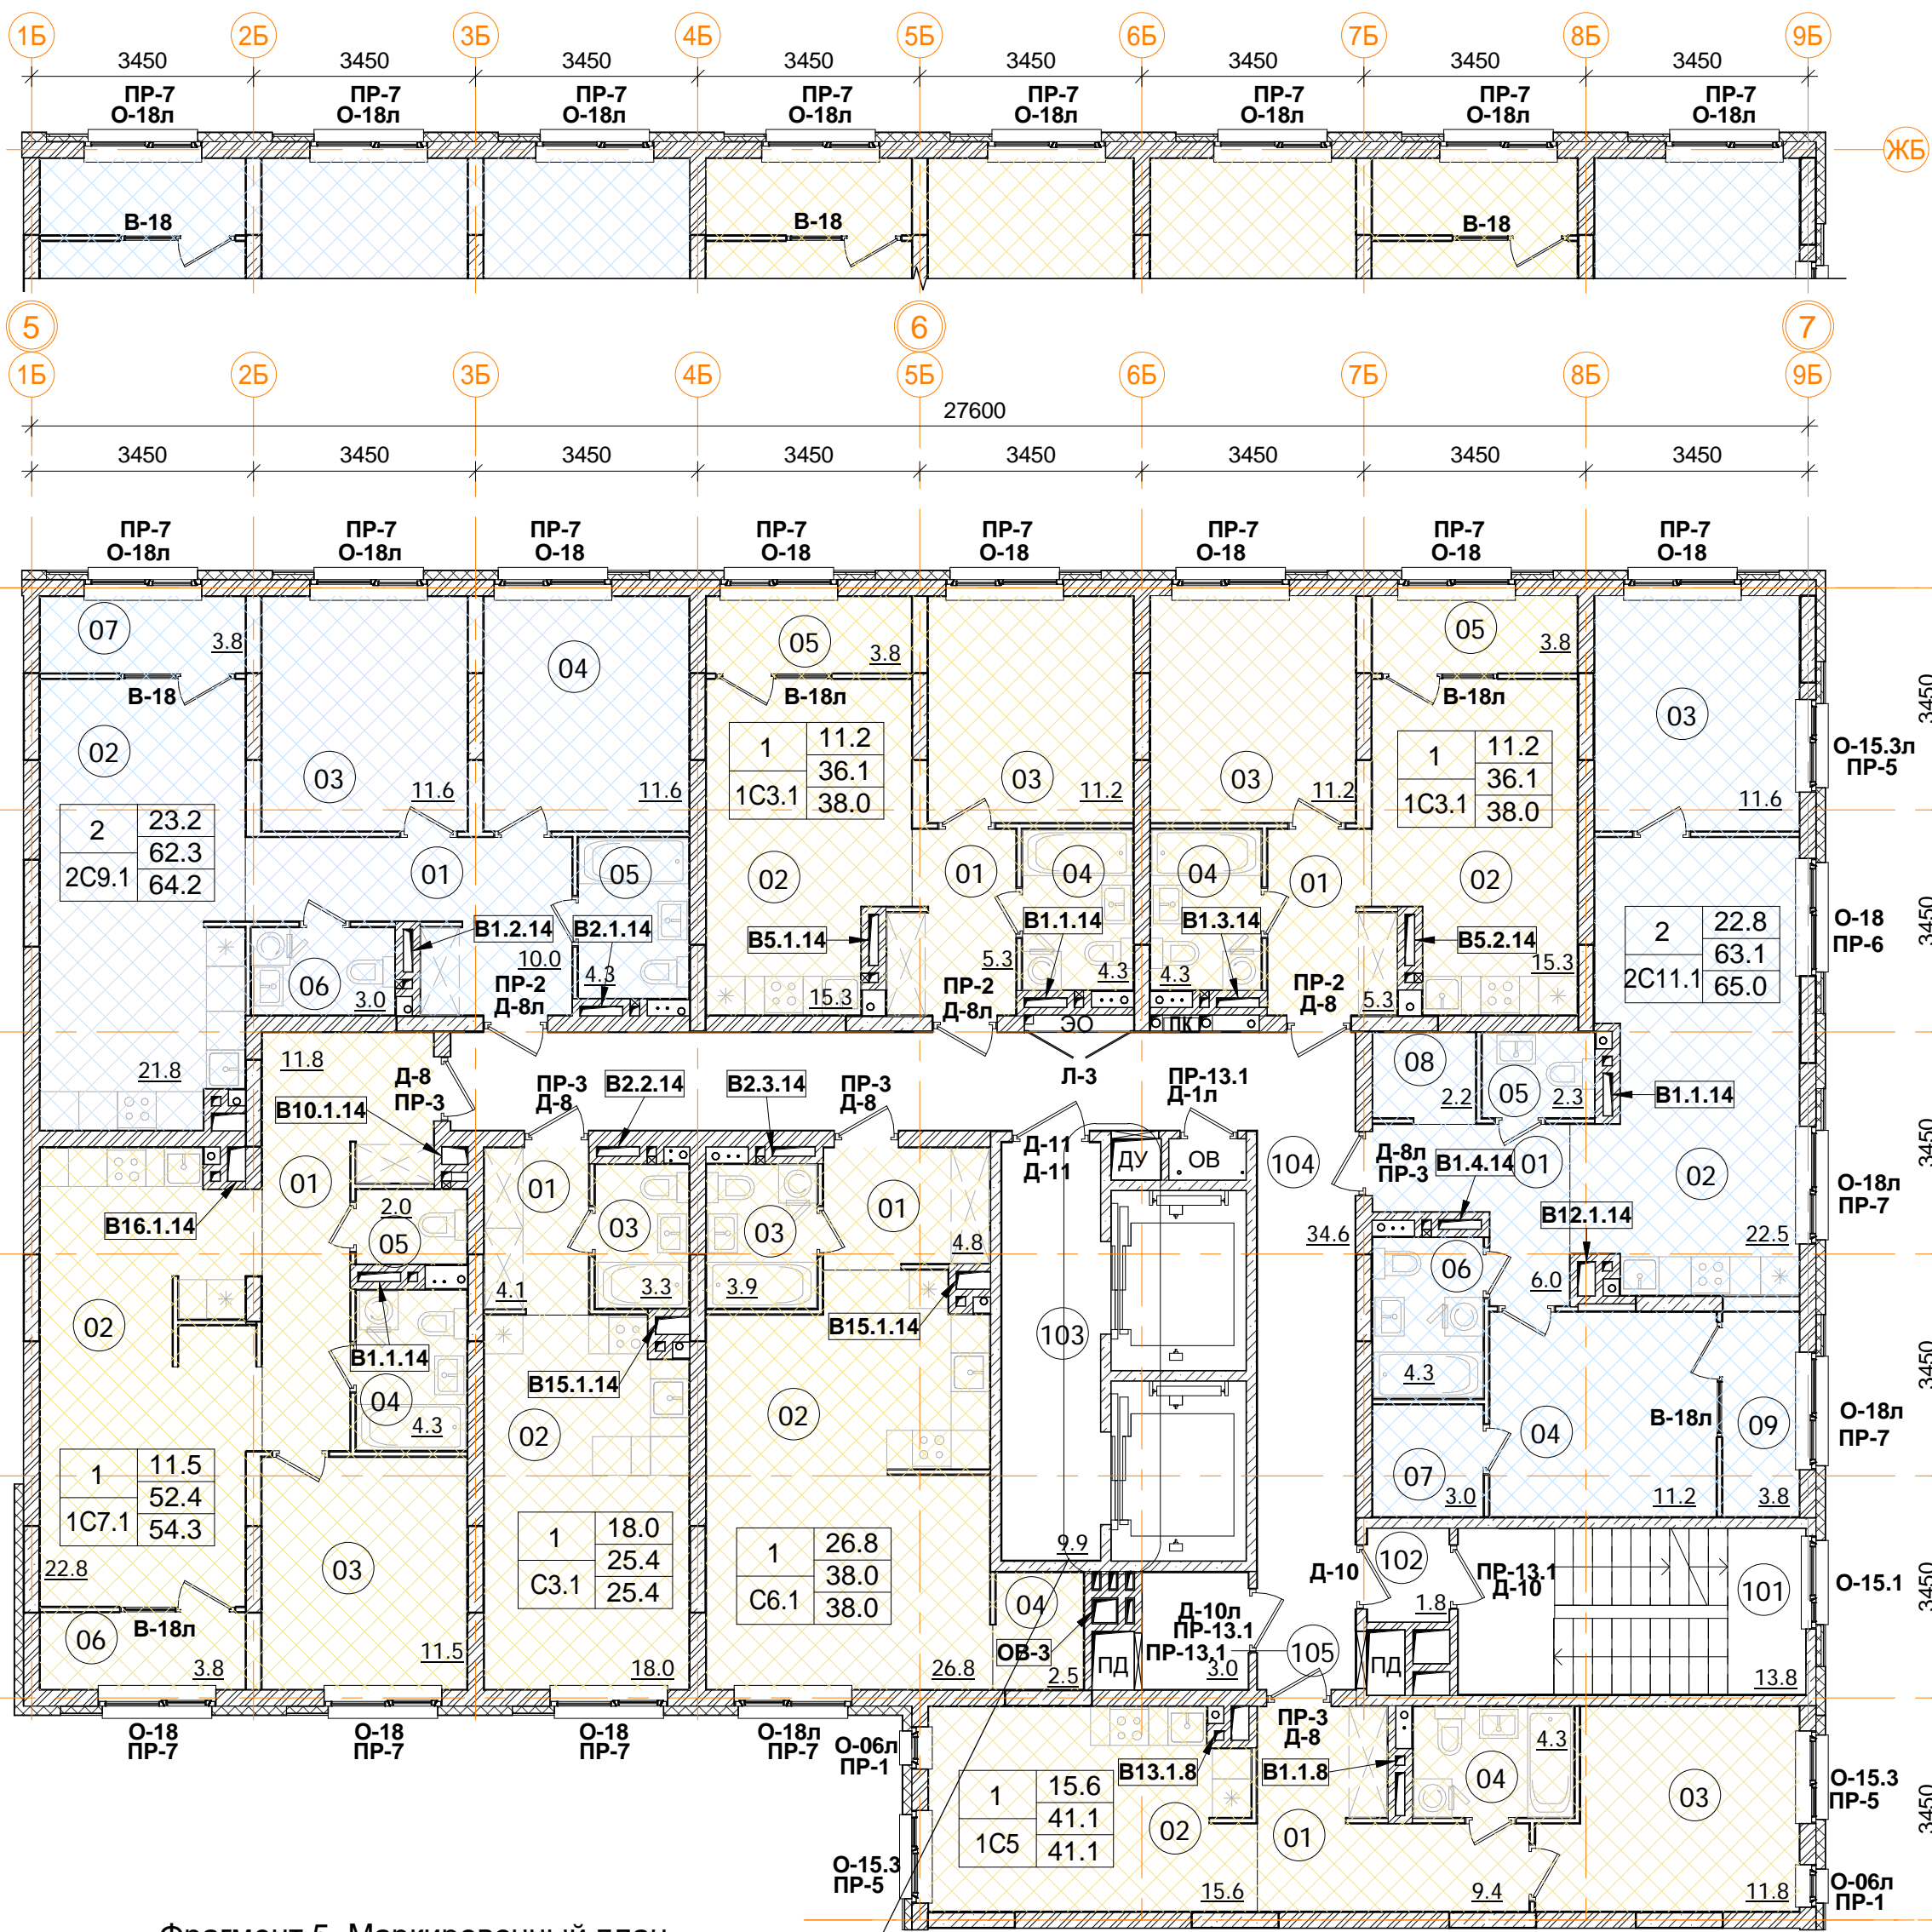 1Б 2Б 3Б 4Б 5Б 6Б 7Б 8Б 9Б
3450 3450 3450 3450 3450 3450 3450 3450
ПР-7 ПР-7 ПР-7 ПР-7 ПР-7 ПР-7 ПР-7 ПР-7
О-18л О-18л О-18л О-18л О-18л О-18л О-18л О-18л
ЖБ
В-18 В-18 В-18
5 6 7
1Б 2Б 3Б 4Б 5Б 6Б 7Б 8Б 9Б
27600
3450 3450 3450 3450 3450 3450 3450 3450
ПР-7 ПР-7 ПР-7 ПР-7 ПР-7 ПР-7 ПР-7 ПР-7
О-18л О-18л О-18 О-18 О-18 О-18 О-18 О-18
07 3.8 04 05 3.8 05 3.8
В-18 В-18л В-18л 03 3450
02 03 11.6 11.6 03 11.2 03 11.2 11.6
О-15.3л
ПР-5
1 11.2 1 11.2
36.1 36.1
1С3.1 38.0 1С3.1 38.0
2 23.2
62.3
2С9.1 64.2
01 05 02 01 04 04 01 02
2 22.8
63.1
2С11.1 65.0
О-18
ПР-6
3450
В1.2.14 В2.1.14 В5.1.14 В1.1.14 В1.3.14 В5.2.14
06 3.0 10.0 4.3 15.3 5.3 4.3 4.3 5.3 15.3
ПР-2 ПР-2 ПР-2
Д-8л Д-8л Д-8
ЭО ПК
21.8 11.8 Л-3 08 2.2 05 2.3
Д-8
ПР-3
ПР-3 В2.2.14 В2.3.14 ПР-3 ПР-13.1 В1.1.14
Д-8 Д-8 Д-1л
В10.1.14
Д-11
Д-11
ДУ ОВ 104
Д-8л
ПР-3
В1.4.14 01 02 3450
О-18л
ПР-7
01 2.0 01 03 03 01
В16.1.14 05 4.8 34.6 В12.1.14 22.5
4.1 3.3 3.9 06 6.0
02 В15.1.14 103
В1.1.14 В15.1.14 4.3 3450
04 4.3 02 02 В-18л 09 О-18л
ПР-7
04
1 11.5
52.4
1С7.1 54.3
07 3.0 11.2 3.8
1 18.0
25.4
С3.1 25.4
1 26.8
38.0
С6.1 38.0
22.8 03 9.9 Д-10 102 ПР-13.1
Д-10
101 О-15.1 3450
06 В-18л 04 Д-10л
ПР-13.1
ПР-13.1
1.8
3.8 11.5 18.0 26.8 ОВ-3 2.5 ПД 3.0 105 ПД 13.8
О-18 О-18 О-18 О-18л
ПР-7 ПР-7 ПР-7 ПР-7
О-06л
ПР-1
ПР-3
Д-8
4.3
В13.1.8 В1.1.8 04 03 О-15.3
ПР-5
3450
1 15.6
41.1
1С5 41.1
02 01
О-15.3
ПР-5
15.6 9.4 11.8
О-06л
ПР-1
Фрагмент 5. Маркировочный план